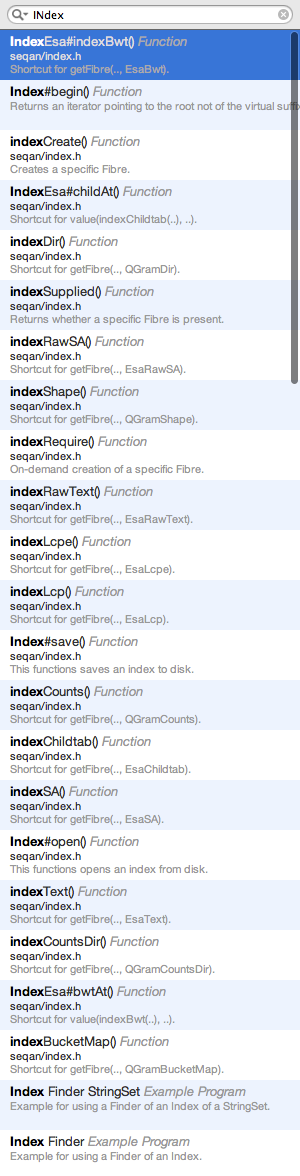 INdex
IndexEsa#indexBwt() Function
seqan/index.h
Shortcut for getFibre(.., EsaBwt).
Index#begin() Function
Returns an iterator pointing to the root not of the virtual suffix
indexCreate() Function
seqan/index.h
Creates a specific Fibre.
IndexEsa#childAt() Function
seqan/index.h
Shortcut for value(indexChildtab(..), ..).
indexDir() Function
seqan/index.h
Shortcut for getFibre(.., QGramDir).
indexSupplied() Function
seqan/index.h
Returns whether a specific Fibre is present.
indexRawSA() Function
seqan/index.h
Shortcut for getFibre(.., EsaRawSA).
indexShape() Function
seqan/index.h
Shortcut for getFibre(.., QGramShape).
indexRequire() Function
seqan/index.h
On-demand creation of a specific Fibre.
indexRawText() Function
seqan/index.h
Shortcut for getFibre(.., EsaRawText).
indexLcpe() Function
seqan/index.h
Shortcut for getFibre(.., EsaLcpe).
indexLcp() Function
seqan/index.h
Shortcut for getFibre(.., EsaLcp).
Index#save() Function
seqan/index.h
This functions saves an index to disk.
indexCounts() Function
seqan/index.h
Shortcut for getFibre(.., QGramCounts).
indexChildtab() Function
seqan/index.h
Shortcut for getFibre(.., EsaChildtab).
indexSA() Function
seqan/index.h
Shortcut for getFibre(.., EsaSA).
Index#open() Function
seqan/index.h
This functions opens an index from disk.
indexText() Function
seqan/index.h
Shortcut for getFibre(.., EsaText).
indexCountsDir() Function
seqan/index.h
Shortcut for getFibre(.., QGramCountsDir).
IndexEsa#bwtAt() Function
seqan/index.h
Shortcut for value(indexBwt(..), ..).
indexBucketMap() Function
seqan/index.h
Shortcut for getFibre(.., QGramBucketMap).
Index Finder StringSet Example Program
Example for using a Finder of an Index of a StringSet.
Index Finder Example Program
Example for using a Finder of an Index.